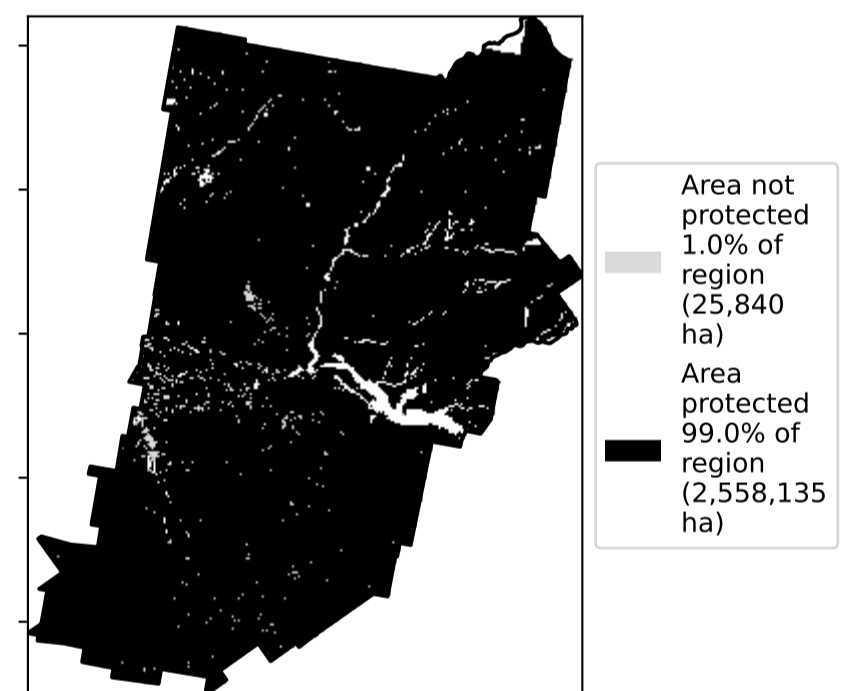 Area not
protected
1.0% of
region
(25,840
ha)
Area
protected
99.0% of
region
(2,558,135
ha)